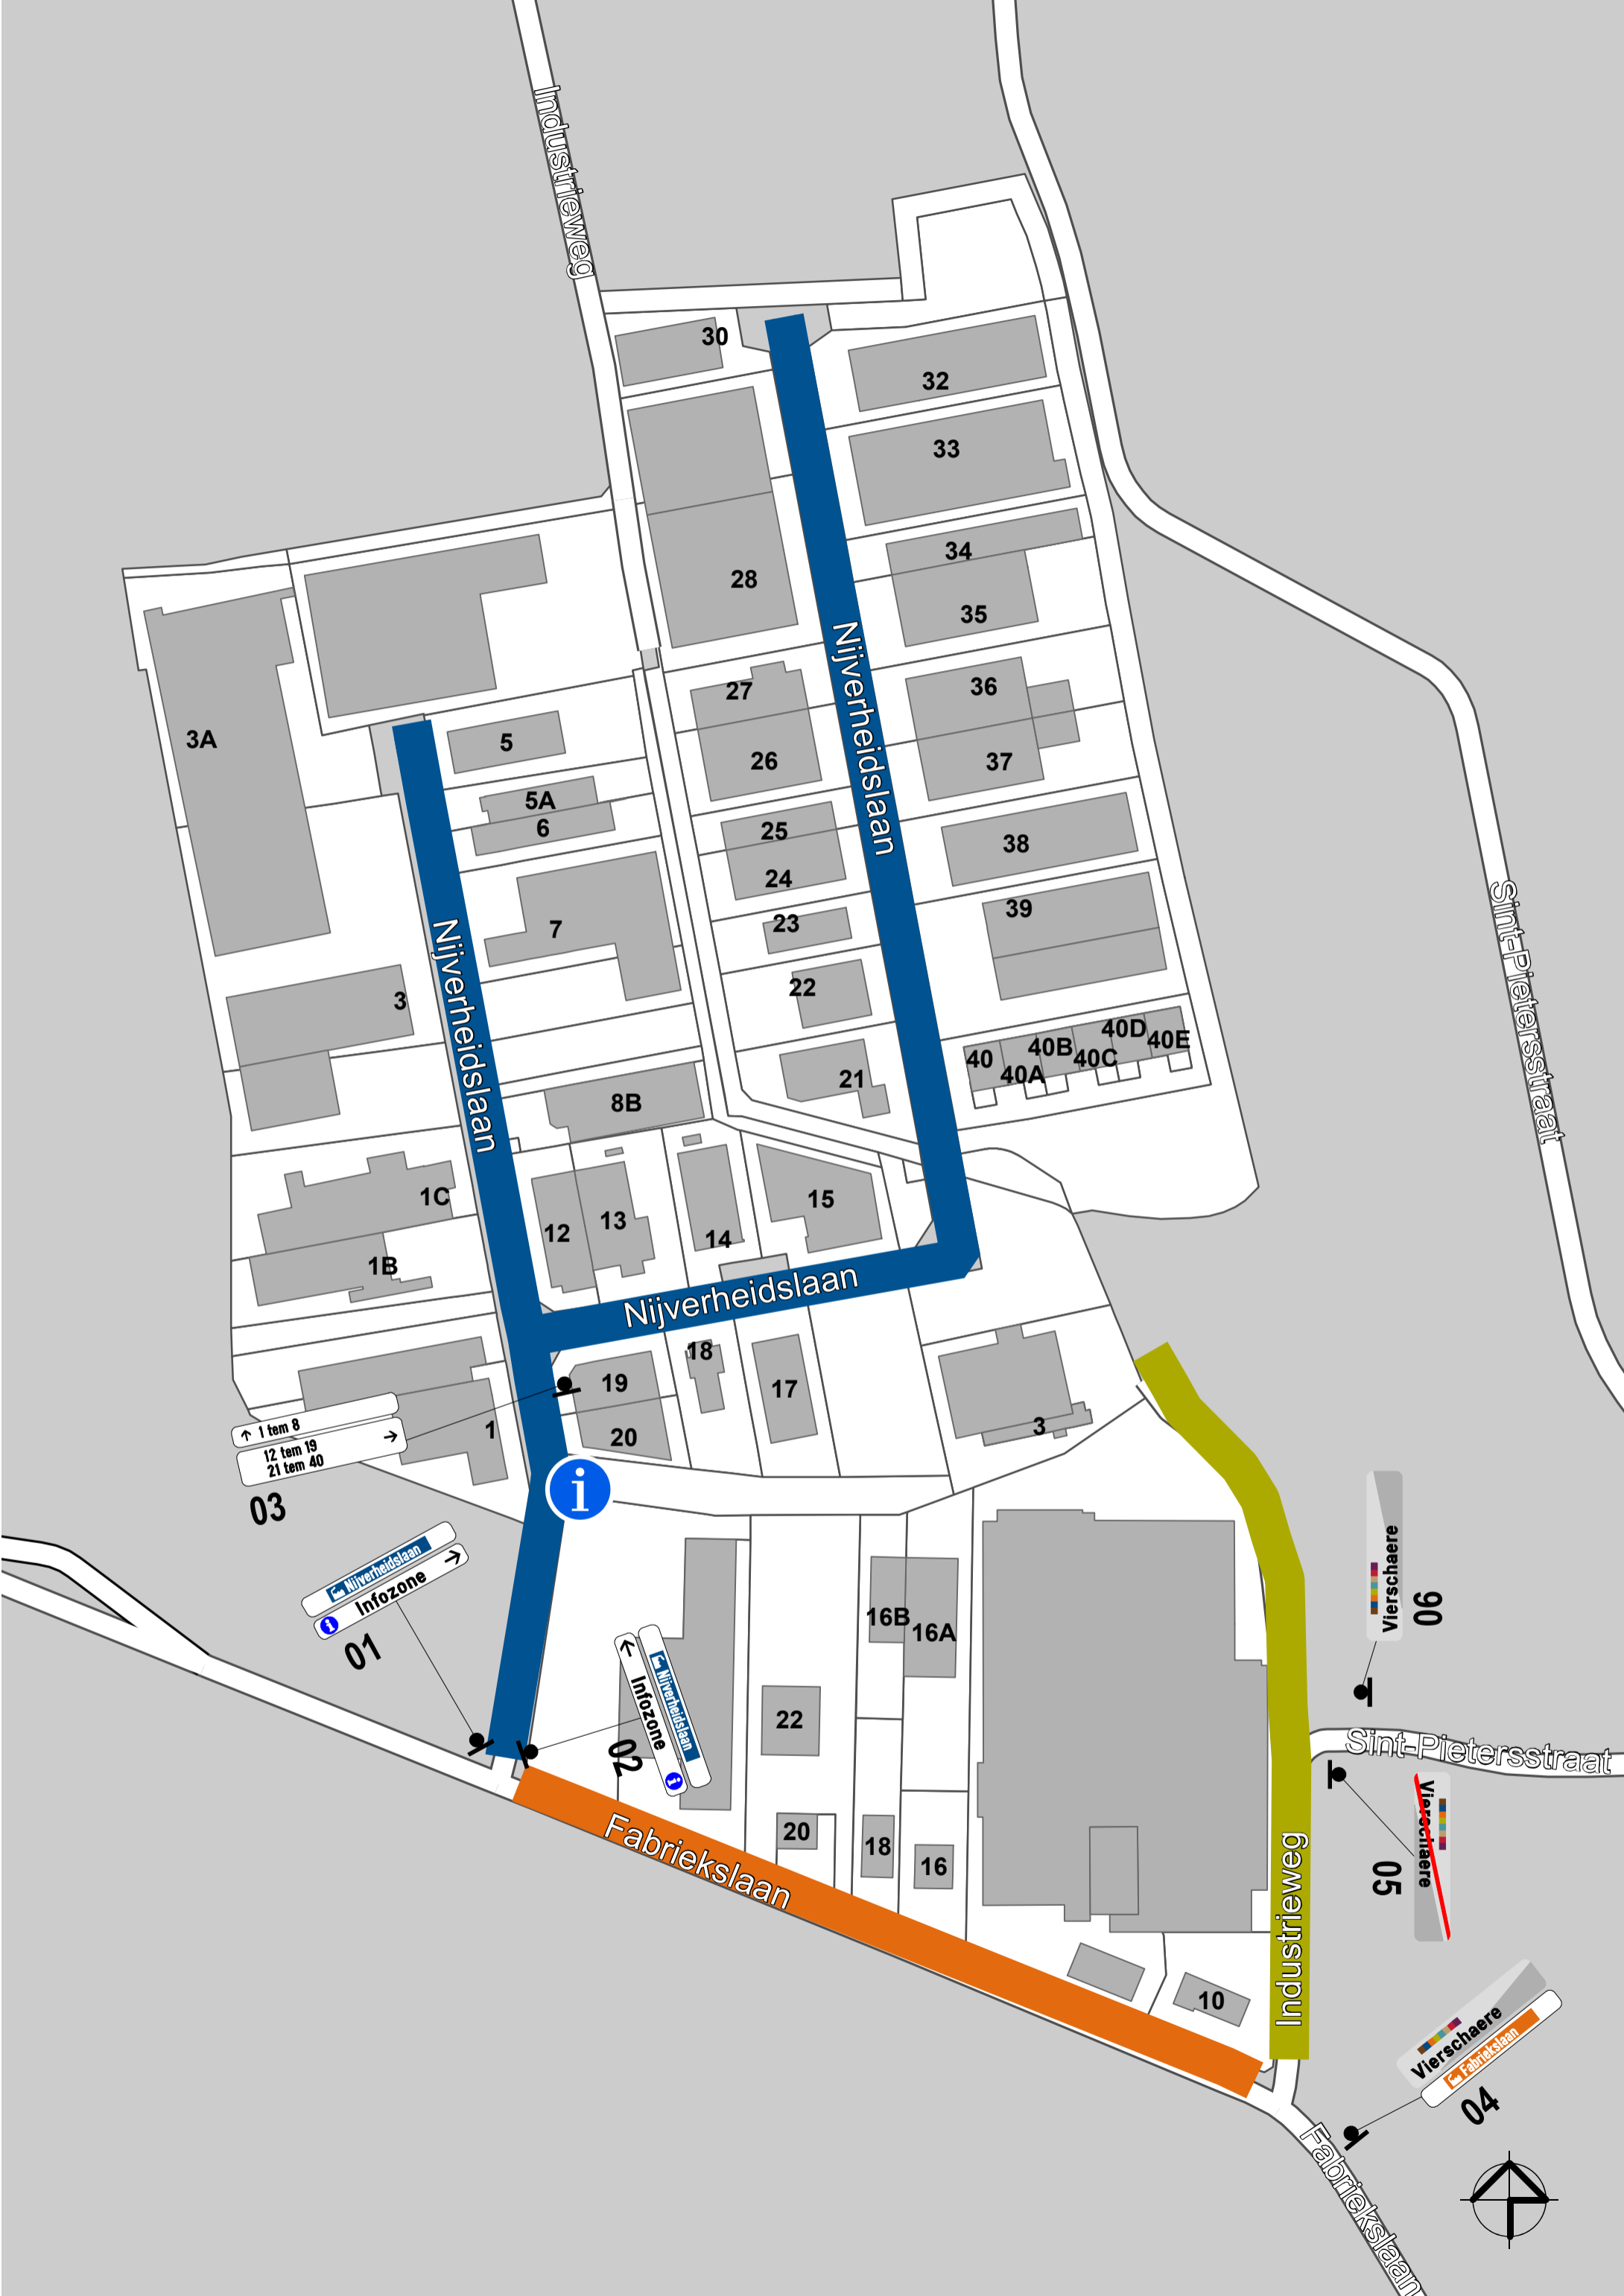 Industrieweg
30
32
33
34
28
35
36
27
3A
5
26
37
5A
6
25
38
24
39
23
7
22
3
40D
40E
40B
40C
40
40A
21
8B
Nijverheidslaan
Nijverheidslaan
1C
15
13
12
14
1B
Nijverheidslaan
18
19
17
3
1
20
1 tem 8
12 tem 19
21 tem 40
03
i
Nijverheidslaan
i Infozone
01
Nijverheidslaan
i Infozone
02
16B
16A
22
20
18
16
10
Fabriekslaan
Industrieweg
Sint-Pietersstraat
Sint-Pietersstraat
Vierschaere
06
Vierschaere
05
Vierschaere
Fabriekslaan
04
Fabriekslaan